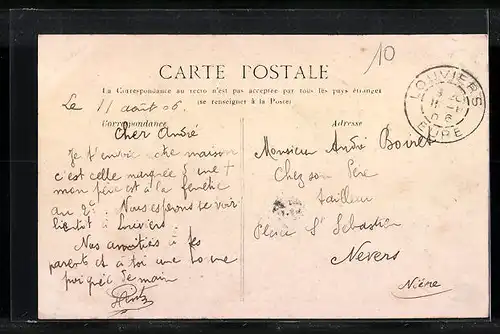 10
CARTE POSTALE
La Correspondance au recto n'est pas acceptée par tous les pays étrangers
(se renseigner à la Poste)
Le 11 août 06.
Correspondance
Cher André
Je t'envoie notre maison
c'est celle marquée d'une +
mon père est à la fenêtre
au 2e. Nous espérons te voir
bientôt à Louviers.
Nos amitiés à tes
parents et à toi une bonne
poignée de main
Adresse
Monsieur André Boiret
Chez son Père
tailleur
Place St Sébastien
Nevers
Nièvre
LOUVIERS
EURE